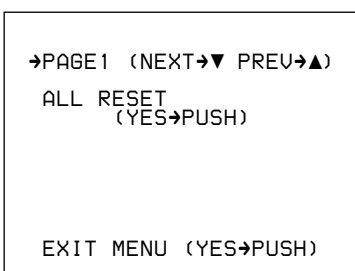 ➔PAGE1 (NEXT➔▼ PREV➔▲)
ALL RESET
(YES➔PUSH)
EXIT MENU (YES➔PUSH)